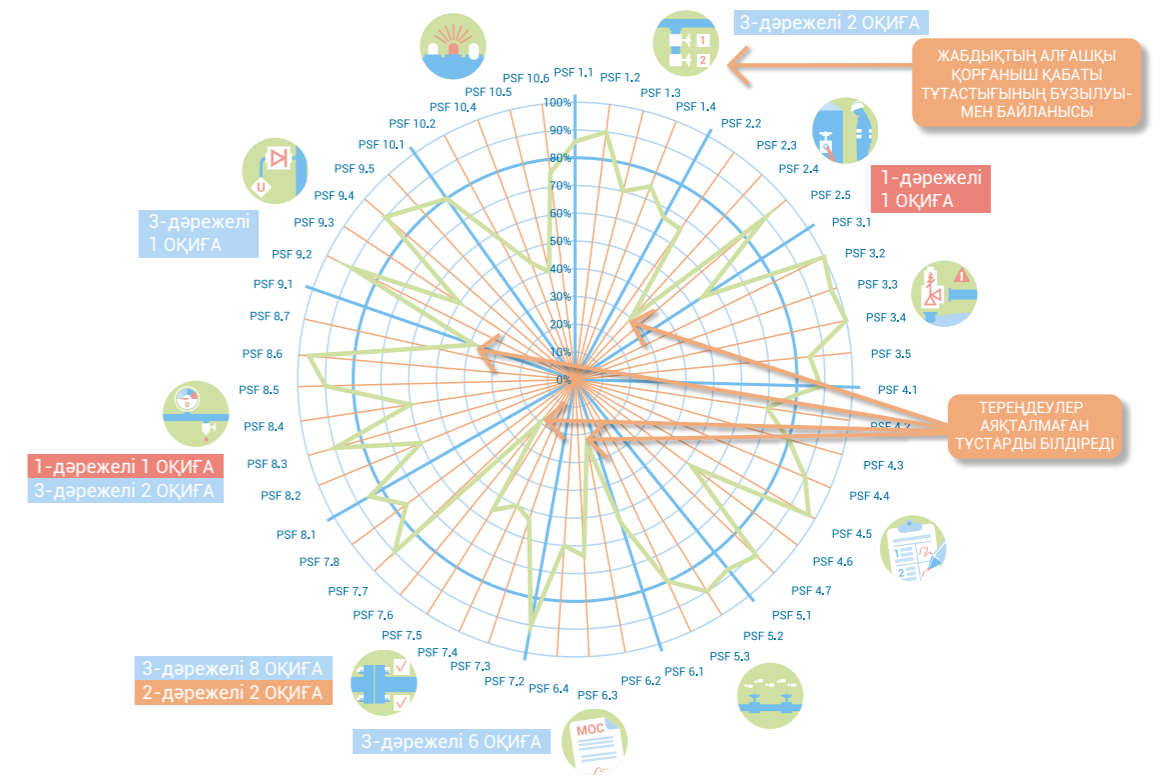 3-дәрежелі 2 ОҚИҒА
ЖАБДЫҚТЫҢ АЛҒАШҚЫ
ҚОРҒАНЫШ ҚАБАТЫ
ТҰТАСТЫҒЫНЫҢ БҰЗЫЛУЫ-
МЕН БАЙЛАНЫСЫ
1
2
PSF 1.1
PSF 1.2
PSF 1.3
PSF 1.4
PSF 2.2
PSF 2.3
PSF 2.4
PSF 2.5
1-дәрежелі
1 ОҚИҒА
PSF 3.1
PSF 3.2
PSF 3.3
PSF 3.4
PSF 3.5
PSF 4.1
PSF 4.2
ТЕРЕҢДЕУЛЕР
АЯҚТАЛМАҒАН
ТҰСТАРДЫ БІЛДІРЕДІ
PSF 4.3
PSF 4.4
PSF 4.5
1
2
PSF 4.6
PSF 4.7
PSF 5.1
PSF 5.2
PSF 5.3
PSF 6.1
PSF 6.2
PSF 6.3
PSF 6.4
MOC
3-дәрежелі 6 ОҚИҒА
PSF 7.2
PSF 7.3
PSF 7.4
PSF 7.5
3-дәрежелі 8 ОҚИҒА
2-дәрежелі 2 ОҚИҒА
PSF 7.6
PSF 7.7
PSF 7.8
PSF 8.1
PSF 8.2
PSF 8.3
1-дәрежелі 1 ОҚИҒА
3-дәрежелі 2 ОҚИҒА
PSF 8.4
PSF 8.5
PSF 8.6
PSF 8.7
PSF 9.1
PSF 9.2
3-дәрежелі
1 ОҚИҒА
U
PSF 9.3
PSF 9.4
PSF 9.5
PSF 10.1
PSF 10.2
PSF 10.4
PSF 10.5
PSF 10.6
100%
90%
80%
70%
60%
50%
40%
30%
20%
10%
0%